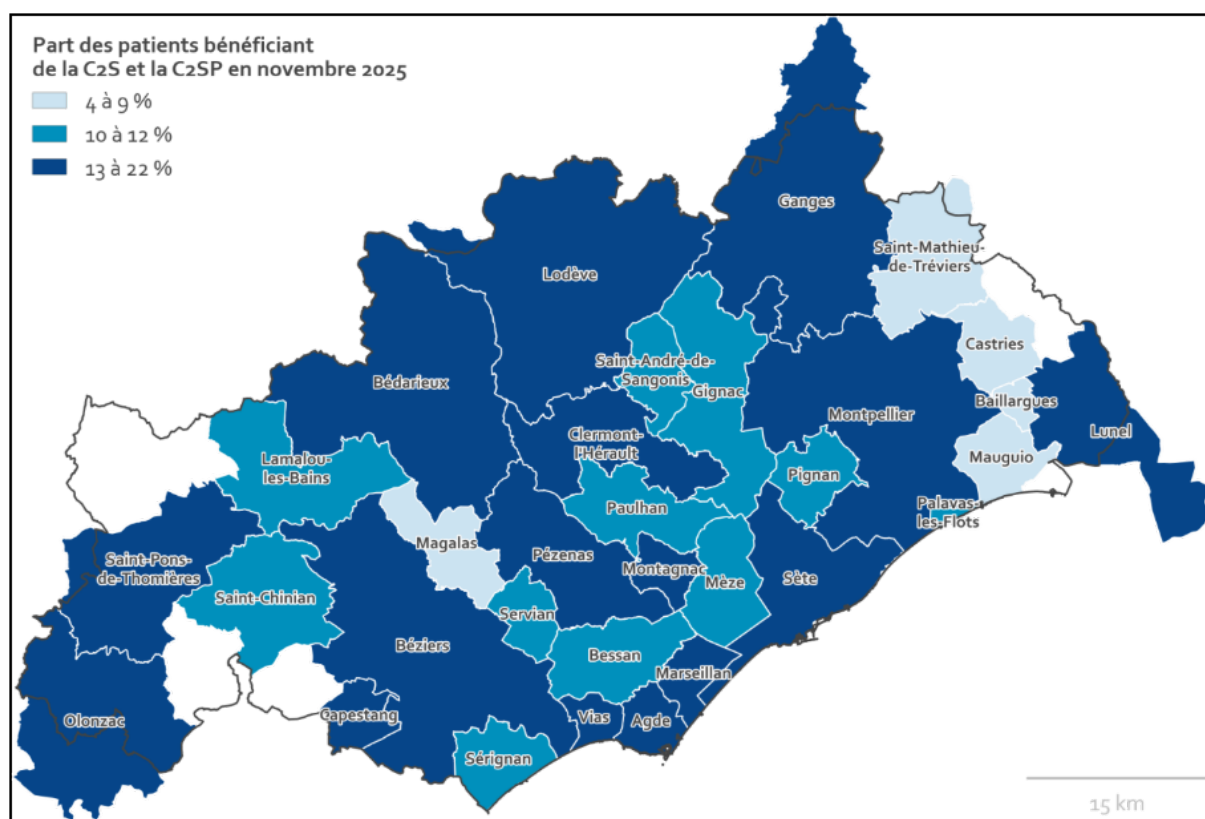 Part des patients bénéficiant
de la C2S et la C2SP en novembre 2025
4 à 9 %
10 à 12 %
13 à 22 %
Ganges
Saint-Mathieu-
de-Tréviers
Lodève
Castries
Saint-André-de-
Sangonis
Bédarieux
Gignac
Baillargues
Montpellier
Lunel
Clermont-
l'Hérault
Mauguio
Lamalou-
les-Bains
Pignan
Paulhan
Palavas-
les-Flots
Magalas
Pézenas
Saint-Pons-
de-Thomières
Montagnac
Sète
Mèze
Saint-Chinian
Servian
Béziers
Bessan
Marseillan
Capestang
Vias
Agde
Olonzac
Sérignan
15 km